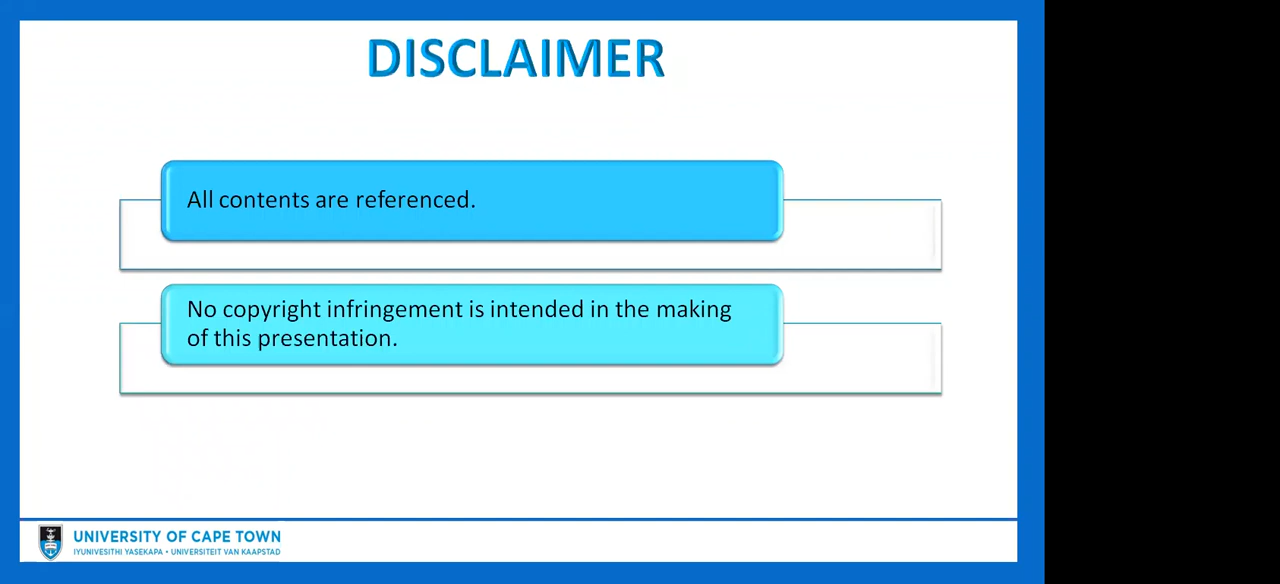 DISCLAIMER
All contents are referenced.
No copyright infringement is intended in the making
of this presentation.
UNIVERSITY OF CAPE TOWN
IYUNIVESITHI YASEKAPA • UNIVERSITEIT VAN KAAPSTAD